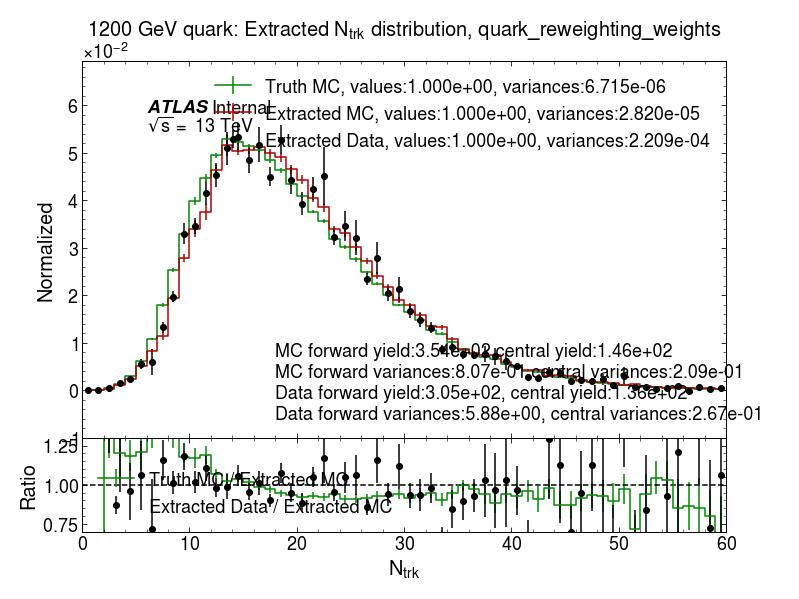 1200 GeV quark: Extracted N_trk distribution, quark_reweighting_weights
×10⁻²
Truth MC, values:1.000e+00, variances:6.715e-06
ATLAS Internal
Extracted MC, values:1.000e+00, variances:2.820e-05
√s = 13 TeV
Extracted Data, values:1.000e+00, variances:2.209e-04
6
5
4
3
2
1
0
−1
Normalized
MC forward yield:3.54e+02, central yield:1.46e+02
MC forward variances:8.07e-01, central variances:2.09e-01
Data forward yield:3.05e+02, central yield:1.36e+02
Data forward variances:5.88e+00, central variances:2.67e-01
1.25
1.00
0.75
Ratio
Truth MC / Extracted MC
Extracted Data / Extracted MC
0 10 20 30 40 50 60
N_trk